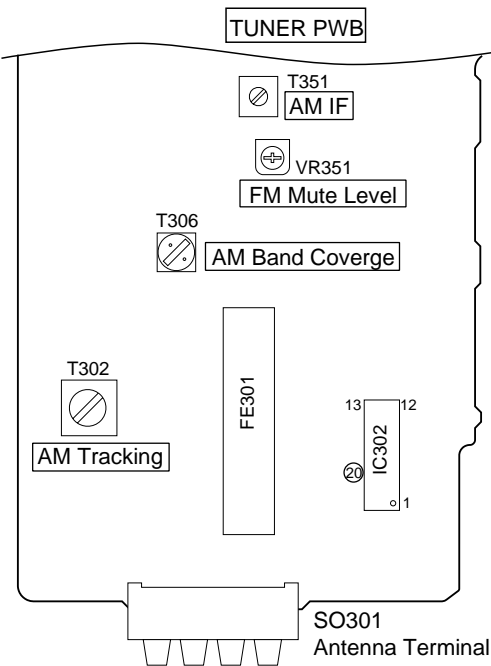 TUNER PWB
T351
AM IF
VR351
FM Mute Level
T306
AM Band Coverge
T302
AM Tracking
FE301
13
12
IC302
20
1
SO301
Antenna Terminal